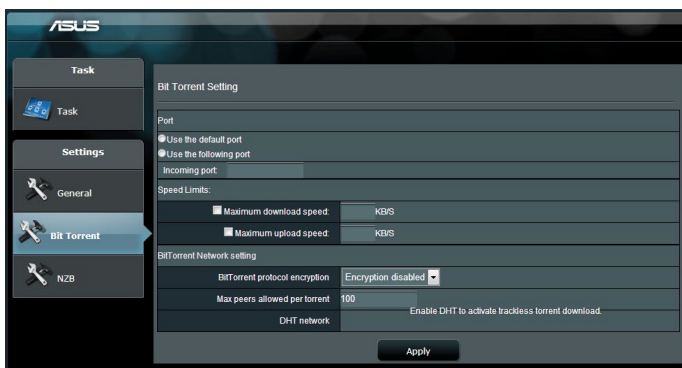 ASUS
Task
Task
Settings
General
Bit Torrent
NZB
Bit Torrent Setting
Port
Use the default port
Use the following port
Incoming port:
Speed Limits:
Maximum download speed: KB/S
Maximum upload speed: KB/S
BitTorrent Network setting
BitTorrent protocol encryption Encryption disabled
Max peers allowed per torrent 100
Enable DHT to activate trackless torrent download.
DHT network
Apply